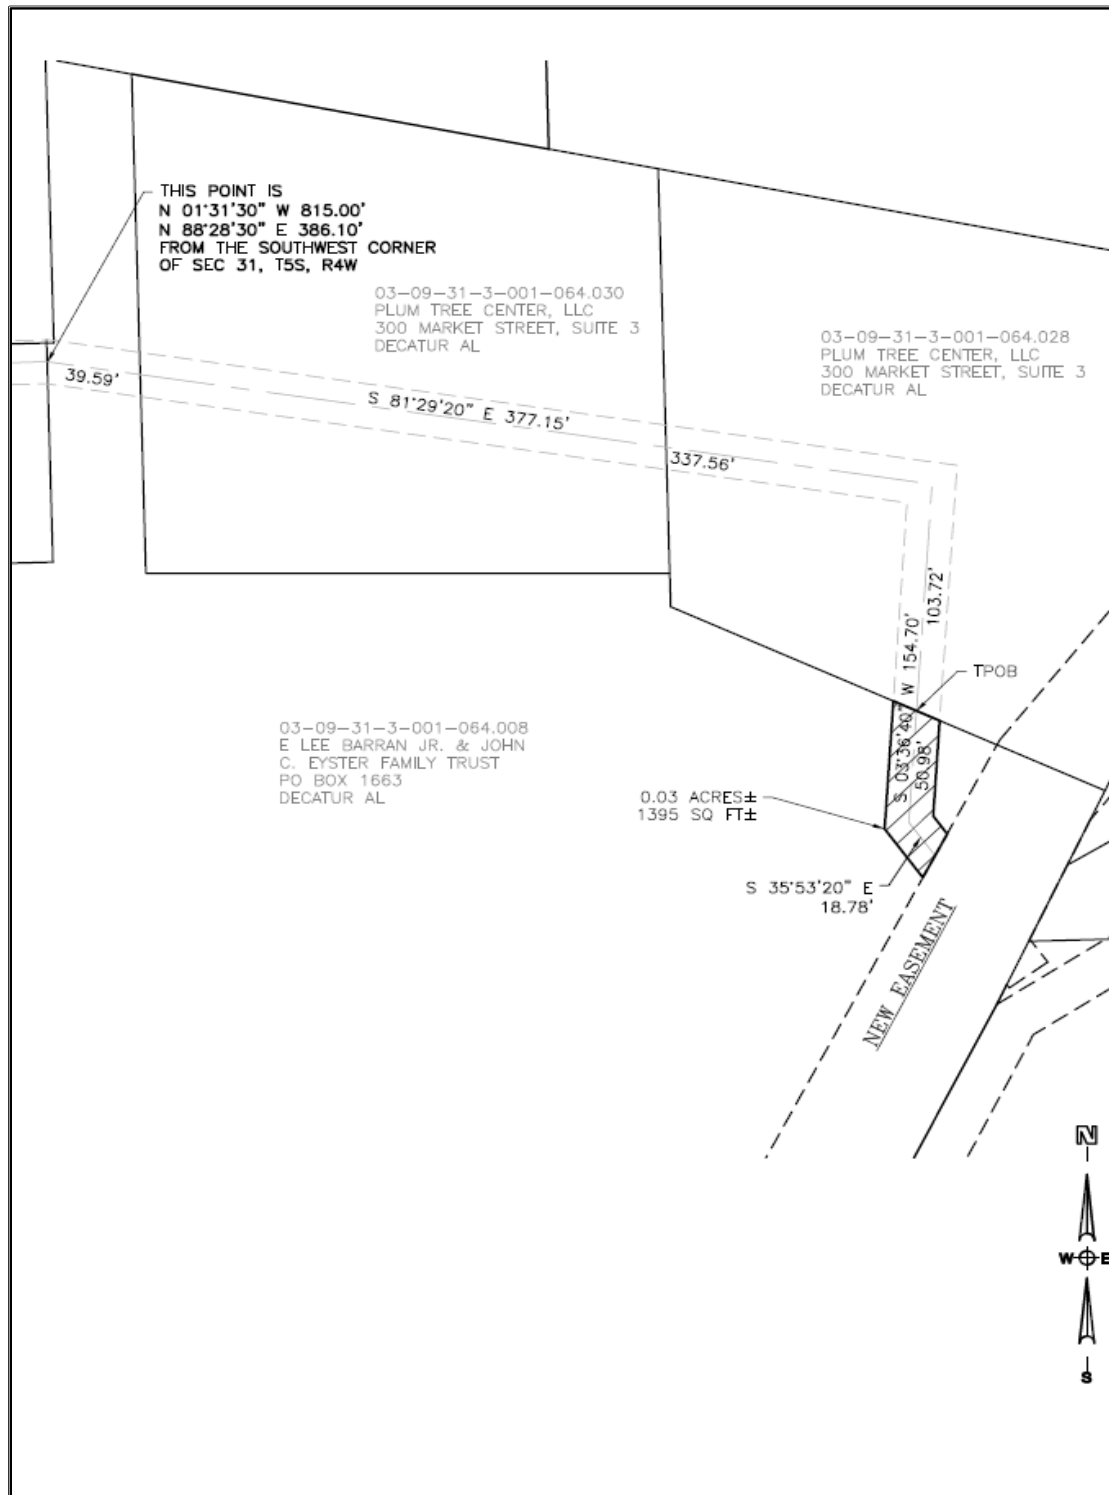 THIS POINT IS
N 01°31'30" W 815.00'
N 88°28'30" E 386.10'
FROM THE SOUTHWEST CORNER
OF SEC 31, T5S, R4W
03-09-31-3-001-064.030
PLUM TREE CENTER, LLC
300 MARKET STREET, SUITE 3
DECATUR AL
03-09-31-3-001-064.028
PLUM TREE CENTER, LLC
300 MARKET STREET, SUITE 3
DECATUR AL
39.59'
S 81°29'20" E 377.15'
337.56'
103.72'
S 03°36'40" W 154.70'
50.98'
TPOB
03-09-31-3-001-064.008
E LEE BARRAN JR. & JOHN
C. EYSTER FAMILY TRUST
PO BOX 1663
DECATUR AL
0.03 ACRES±
1395 SQ FT±
S 35°53'20" E
18.78'
NEW EASEMENT
N
W E
S